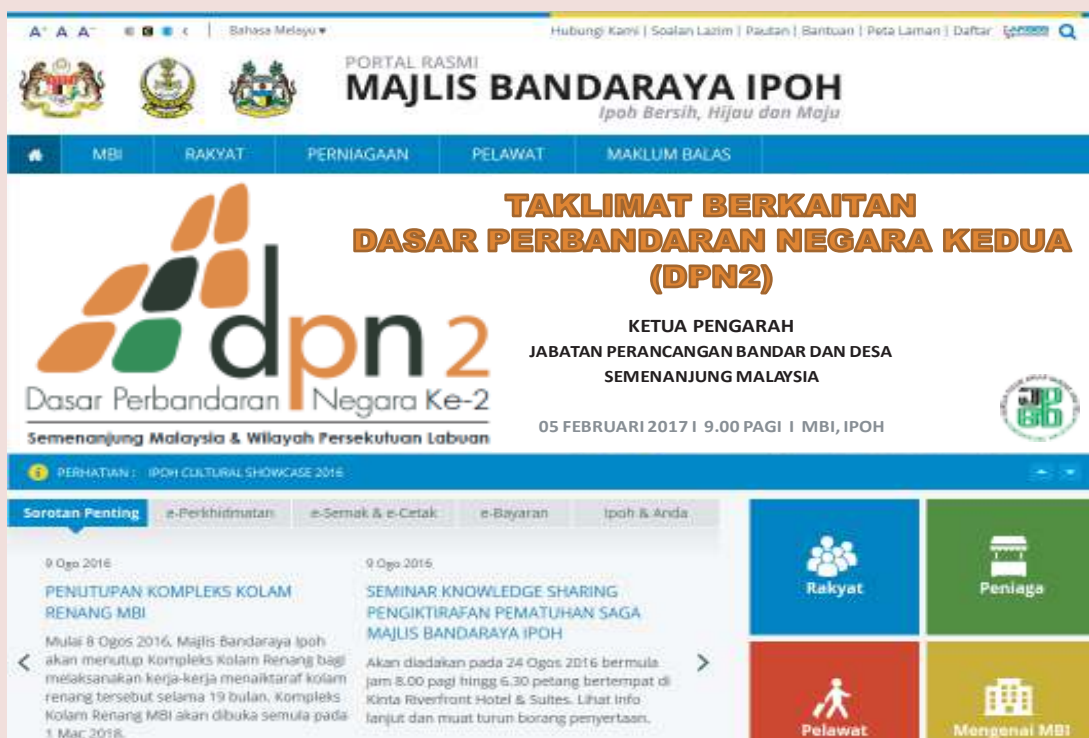 A+ A A-
Bahasa Melayu
Hubungi Kami | Soalan Lazim | Pautan | Bantuan | Peta Laman | Daftar
PORTAL RASMI
MAJLIS BANDARAYA IPOH
Ipoh Bersih, Hijau dan Maju
MBI RAKYAT PERNIAGAAN PELAWAT MAKLUM BALAS
TAKLIMAT BERKAITAN
DASAR PERBANDARAN NEGARA KEDUA
(DPN2)
dpn2
Dasar Perbandaran Negara Ke-2
Semenanjung Malaysia & Wilayah Persekutuan Labuan
KETUA PENGARAH
JABATAN PERANCANGAN BANDAR DAN DESA
SEMENANJUNG MALAYSIA
05 FEBRUARI 2017 I 9.00 PAGI I MBI, IPOH
PERHATIAN : IPOH CULTURAL SHOWCASE 2016
Sorotan Penting e-Perkhidmatan e-Semak & e-Cetak e-Bayaran Ipoh & Anda
9 Ogo 2016
PENUTUPAN KOMPLEKS KOLAM
RENANG MBI
Mulai 8 Ogos 2016, Majlis Bandaraya Ipoh
akan menutup Kompleks Kolam Renang bagi
melaksanakan kerja-kerja menaiktaraf kolam
renang tersebut selama 19 bulan. Kompleks
Kolam Renang MBI akan dibuka semula pada
1 Mac 2018.
9 Ogo 2016
SEMINAR KNOWLEDGE SHARING
PENGIKTIRAFAN PEMATUHAN SAGA
MAJLIS BANDARAYA IPOH
Akan diadakan pada 24 Ogos 2016 bermula
jam 8.00 pagi hingg 6.30 petang bertempat di
Kinta Riverfront Hotel & Suites. Lihat info
lanjut dan muat turun borang penyertaan.
Rakyat
Peniaga
Pelawat
Mengenai MBI